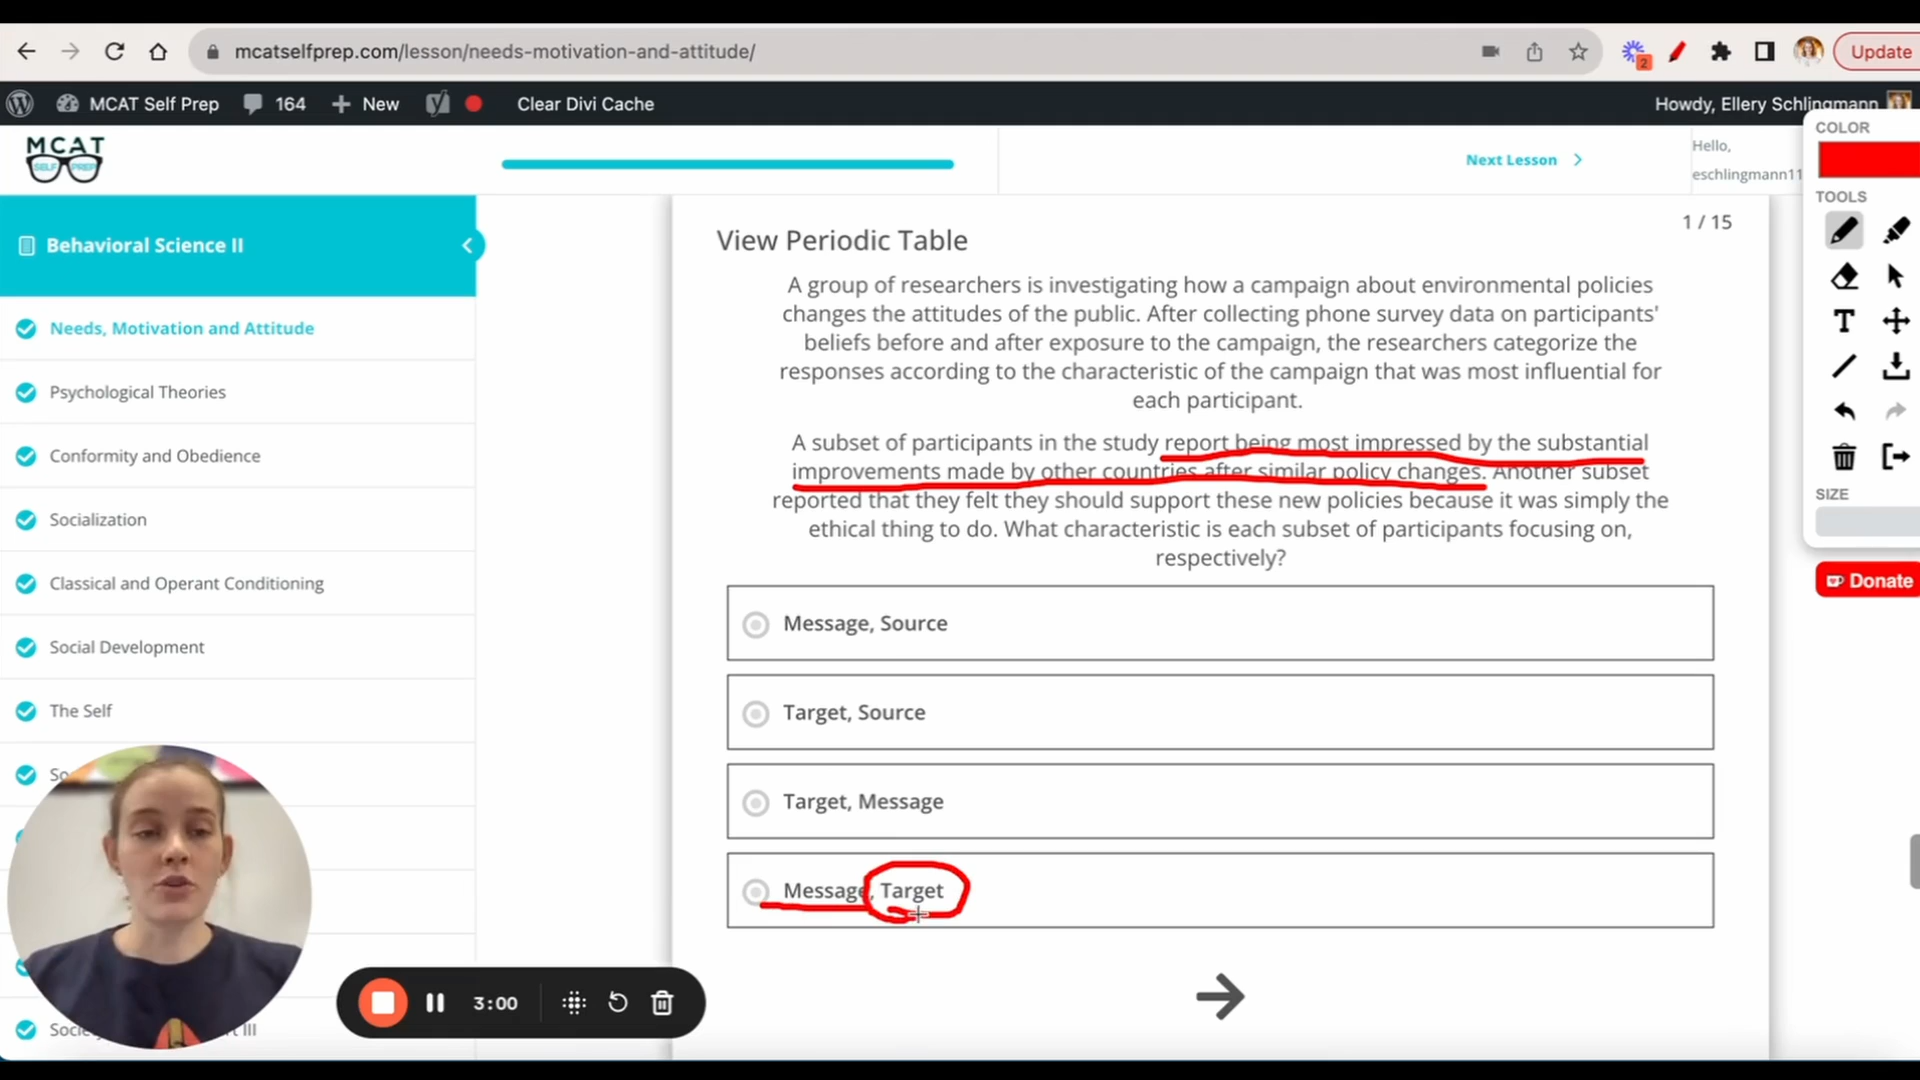 mcatselfprep.com/lesson/needs-motivation-and-attitude/
2
Update
MCAT Self Prep
164
New
Clear Divi Cache
Howdy, Ellery Schlingmann
MCAT
SELF PREP
Next Lesson
Hello,
eschlingmann11
COLOR
TOOLS
SIZE
Donate
Behavioral Science II
Needs, Motivation and Attitude
Psychological Theories
Conformity and Obedience
Socialization
Classical and Operant Conditioning
Social Development
The Self
1 / 15
View Periodic Table
A group of researchers is investigating how a campaign about environmental policies
changes the attitudes of the public. After collecting phone survey data on participants'
beliefs before and after exposure to the campaign, the researchers categorize the
responses according to the characteristic of the campaign that was most influential for
each participant.
A subset of participants in the study report being most impressed by the substantial
improvements made by other countries after similar policy changes. Another subset
reported that they felt they should support these new policies because it was simply the
ethical thing to do. What characteristic is each subset of participants focusing on,
respectively?
Message, Source
Target, Source
Target, Message
Message, Target
3:00